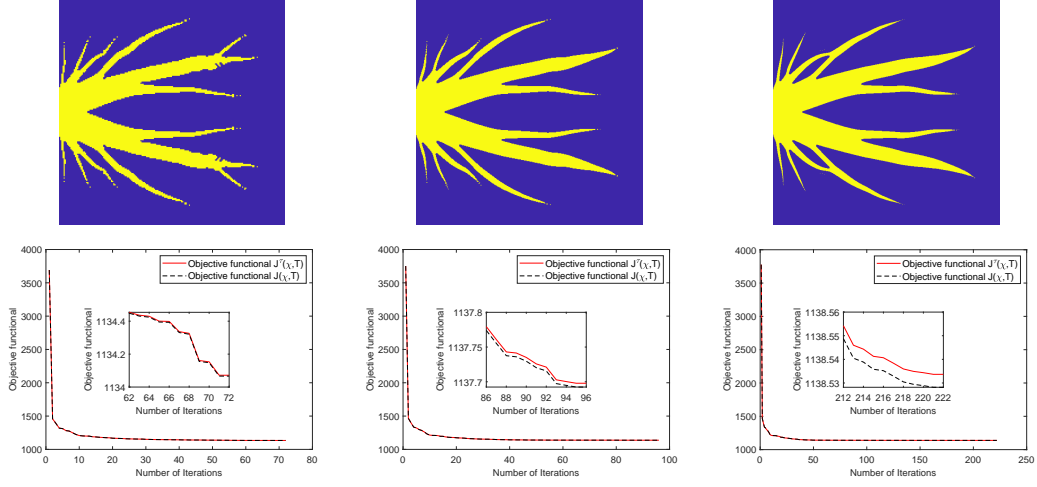 4000
3500
3000
2500
2000
1500
1000
0 10 20 30 40 50 60 70 80
Number of Iterations
Objective functional
Objective functional J^τ(χ,T)
Objective functional J(χ,T)
1134.4
1134.2
1134
62 64 66 68 70 72
Number of Iterations
Objective functional
4000
3500
3000
2500
2000
1500
1000
0 20 40 60 80 100
Number of Iterations
Objective functional
Objective functional J^τ(χ,T)
Objective functional J(χ,T)
1137.8
1137.75
1137.7
86 88 90 92 94 96
Number of Iterations
Objective functional
4000
3500
3000
2500
2000
1500
1000
0 50 100 150 200 250
Number of Iterations
Objective functional
Objective functional J^τ(χ,T)
Objective functional J(χ,T)
1138.56
1138.55
1138.54
1138.53
212 214 216 218 220 222
Number of Iterations
Objective functional